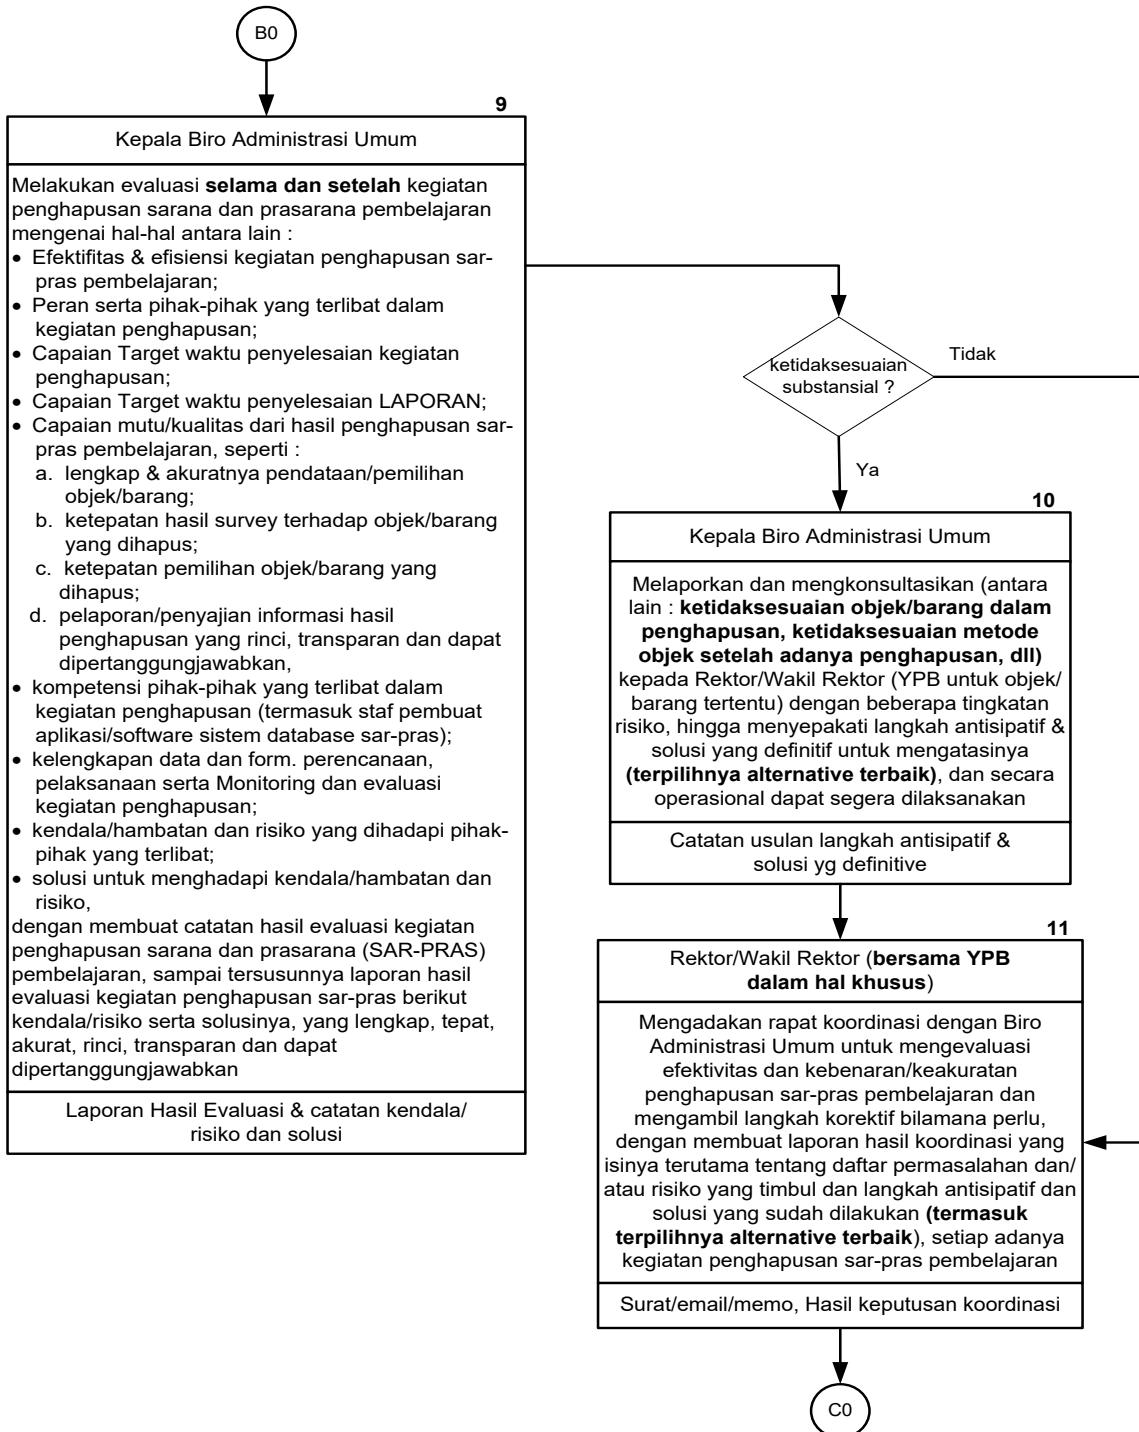 B0
9
Kepala Biro Administrasi Umum
Melakukan evaluasi selama dan setelah kegiatan
penghapusan sarana dan prasarana pembelajaran
mengenai hal-hal antara lain :
• Efektifitas & efisiensi kegiatan penghapusan sar-
pras pembelajaran;
• Peran serta pihak-pihak yang terlibat dalam
kegiatan penghapusan;
• Capaian Target waktu penyelesaian kegiatan
penghapusan;
• Capaian Target waktu penyelesaian LAPORAN;
• Capaian mutu/kualitas dari hasil penghapusan sar-
pras pembelajaran, seperti :
a. lengkap & akuratnya pendataan/pemilihan
objek/barang;
b. ketepatan hasil survey terhadap objek/barang
yang dihapus;
c. ketepatan pemilihan objek/barang yang
dihapus;
d. pelaporan/penyajian informasi hasil
penghapusan yang rinci, transparan dan dapat
dipertanggungjawabkan,
• kompetensi pihak-pihak yang terlibat dalam
kegiatan penghapusan (termasuk staf pembuat
aplikasi/software sistem database sar-pras);
• kelengkapan data dan form. perencanaan,
pelaksanaan serta Monitoring dan evaluasi
kegiatan penghapusan;
• kendala/hambatan dan risiko yang dihadapi pihak-
pihak yang terlibat;
• solusi untuk menghadapi kendala/hambatan dan
risiko,
dengan membuat catatan hasil evaluasi kegiatan
penghapusan sarana dan prasarana (SAR-PRAS)
pembelajaran, sampai tersusunnya laporan hasil
evaluasi kegiatan penghapusan sar-pras berikut
kendala/risiko serta solusinya, yang lengkap, tepat,
akurat, rinci, transparan dan dapat
dipertanggungjawabkan
Laporan Hasil Evaluasi & catatan kendala/
risiko dan solusi
ketidaksesuaian
substansial ?
Tidak
Ya
10
Kepala Biro Administrasi Umum
Melaporkan dan mengkonsultasikan (antara
lain : ketidaksesuaian objek/barang dalam
penghapusan, ketidaksesuaian metode
objek setelah adanya penghapusan, dll)
kepada Rektor/Wakil Rektor (YPB untuk objek/
barang tertentu) dengan beberapa tingkatan
risiko, hingga menyepakati langkah antisipatif &
solusi yang definitif untuk mengatasinya
(terpilihnya alternative terbaik), dan secara
operasional dapat segera dilaksanakan
Catatan usulan langkah antisipatif &
solusi yg definitive
11
Rektor/Wakil Rektor (bersama YPB
dalam hal khusus)
Mengadakan rapat koordinasi dengan Biro
Administrasi Umum untuk mengevaluasi
efektivitas dan kebenaran/keakuratan
penghapusan sar-pras pembelajaran dan
mengambil langkah korektif bilamana perlu,
dengan membuat laporan hasil koordinasi yang
isinya terutama tentang daftar permasalahan dan/
atau risiko yang timbul dan langkah antisipatif dan
solusi yang sudah dilakukan (termasuk
terpilihnya alternative terbaik), setiap adanya
kegiatan penghapusan sar-pras pembelajaran
Surat/email/memo, Hasil keputusan koordinasi
C0